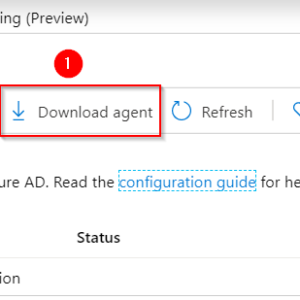 ing (Preview)
1
Download agent Refresh
ure AD. Read the configuration guide for he
Status
ion